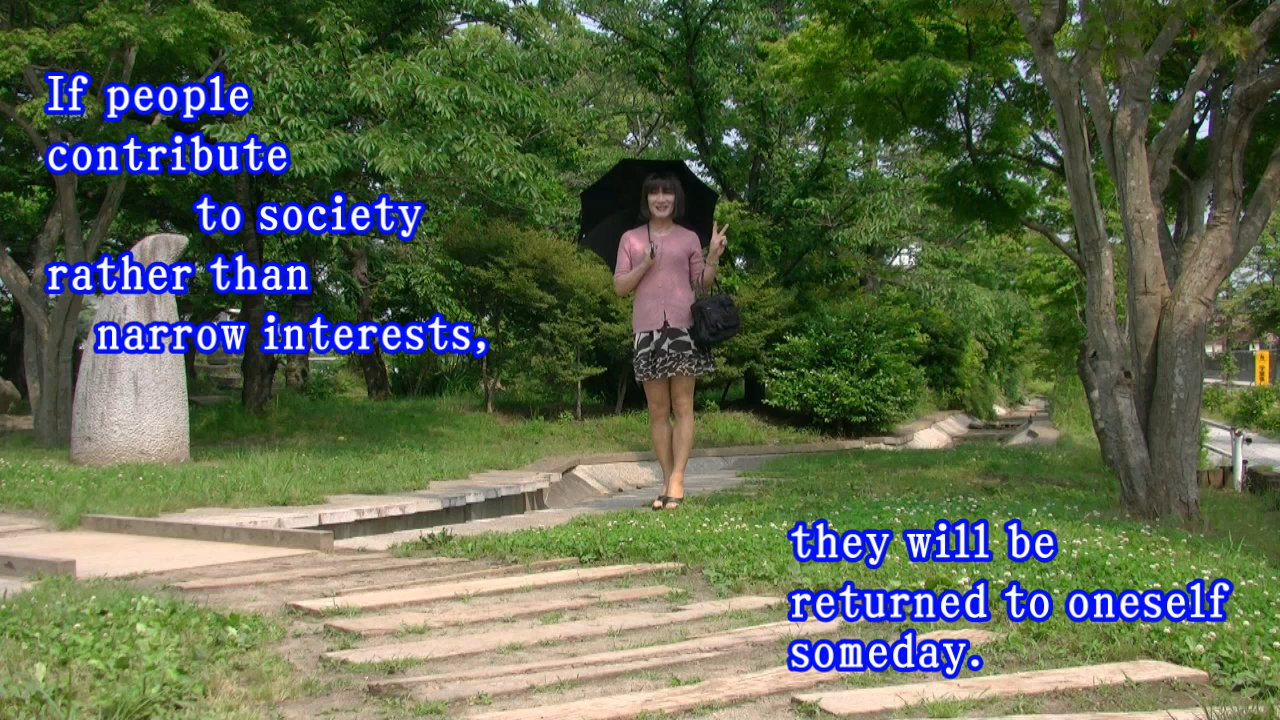 If people
contribute
to society
rather than
narrow interests,
they will be
returned to oneself
someday.